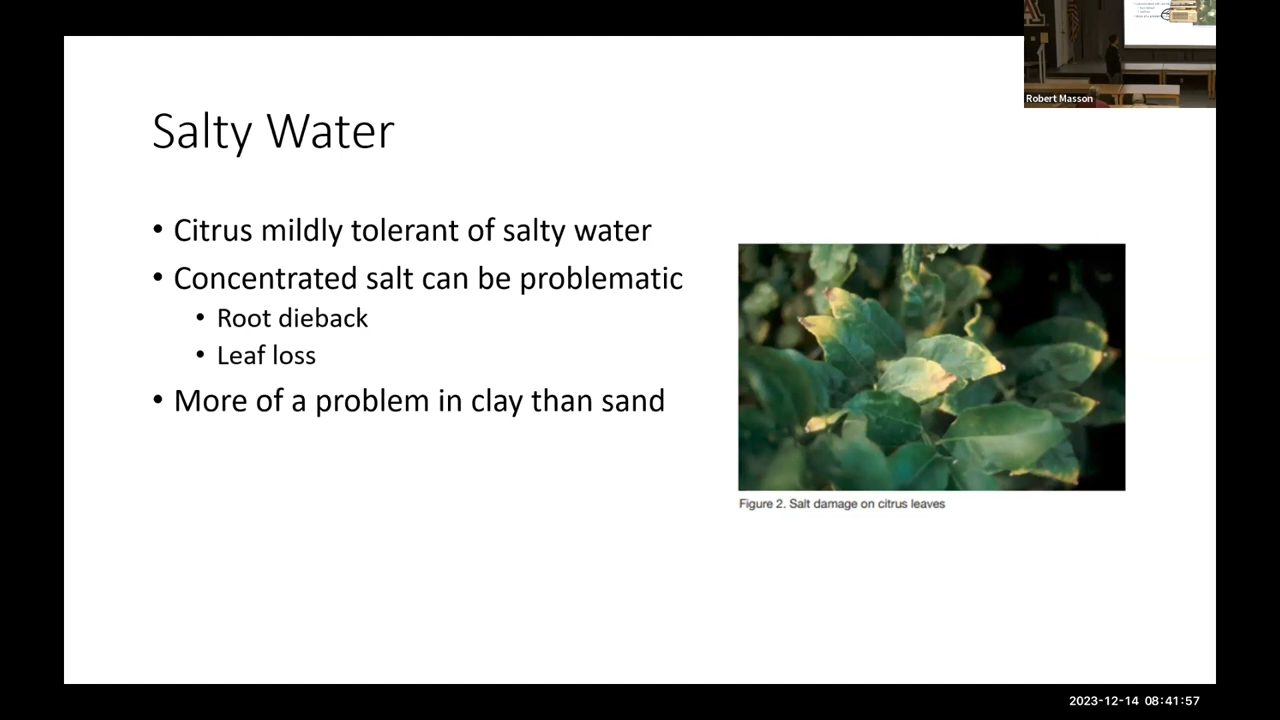 Robert Masson
Salty Water
• Citrus mildly tolerant of salty water
• Concentrated salt can be problematic
• Root dieback
• Leaf loss
• More of a problem in clay than sand
Figure 2. Salt damage on citrus leaves
2023-12-14 08:41:57